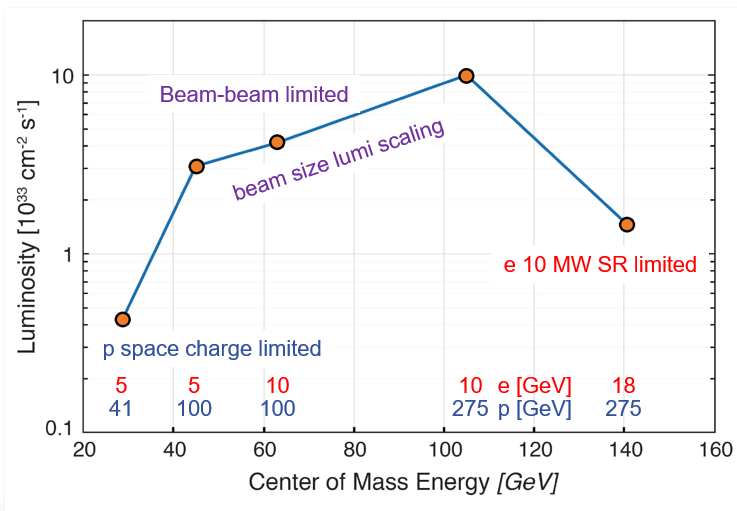 10
1
0.1
Luminosity [10³³ cm⁻² s⁻¹]
Beam-beam limited
beam size lumi scaling
e 10 MW SR limited
p space charge limited
5 5 10 10 e [GeV] 18
41 100 100 275 p [GeV] 275
20 40 60 80 100 120 140 160
Center of Mass Energy [GeV]